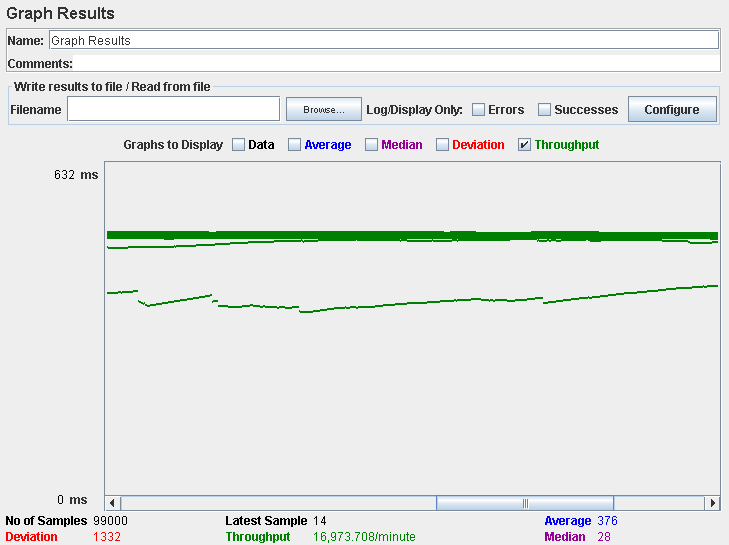 Graph Results
Name: Graph Results
Comments:
Write results to file / Read from file
Filename Browse... Log/Display Only: Errors Successes Configure
Graphs to Display Data Average Median Deviation Throughput
632 ms
0 ms
No of Samples 99000 Latest Sample 14 Average 376
Deviation 1332 Throughput 16,973.708/minute Median 28